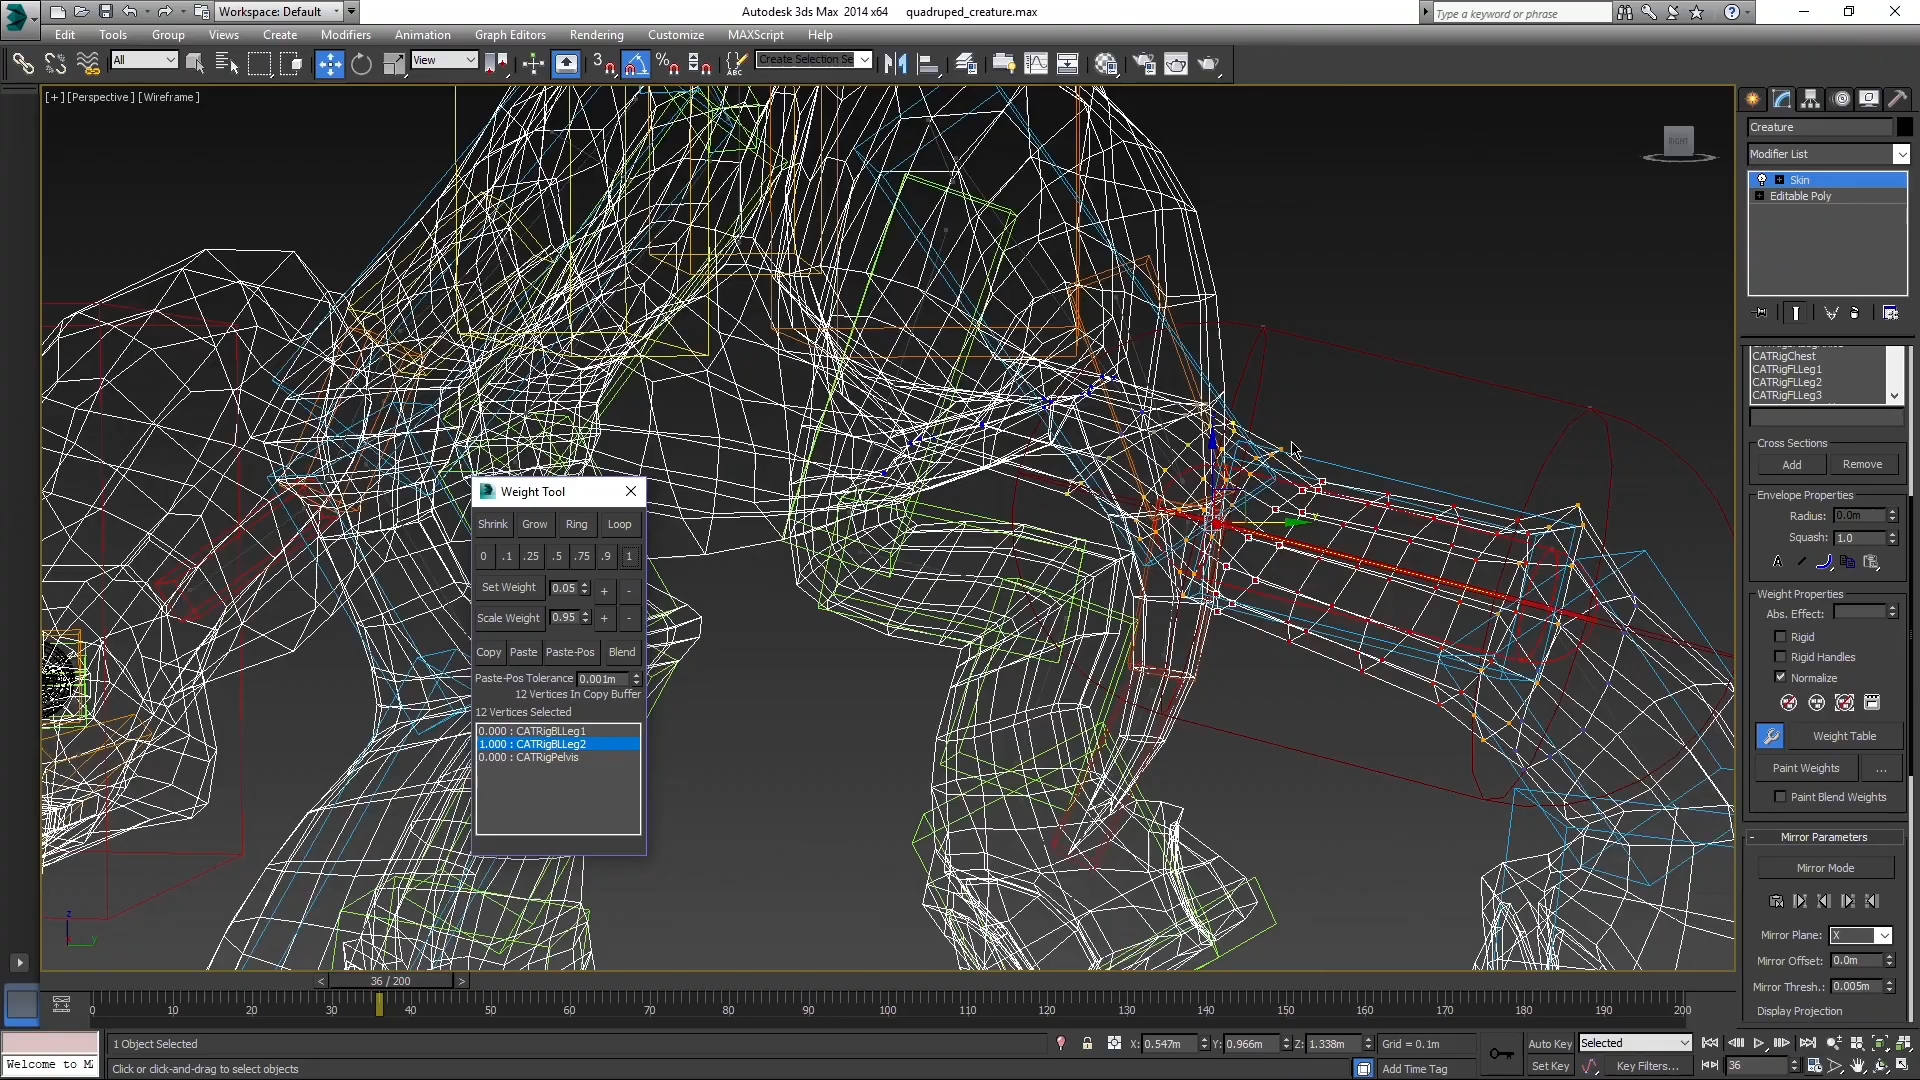 Workspace: Default
Autodesk 3ds Max 2014 x64 quadruped_creature.max
Type a keyword or phrase
Edit Tools Group Views Create Modifiers Animation Graph Editors Rendering Customize MAXScript Help
All
View
3
Create Selection Se
[+][Perspective][Wireframe]
RIGHT
Creature
Modifier List
Skin
Editable Poly
CATRigChest
CATRigFLLeg1
CATRigFLLeg2
CATRigFLLeg3
Cross Sections
Add Remove
Envelope Properties
Radius: 0.0m
Squash: 1.0
Weight Properties
Abs. Effect:
Rigid
Rigid Handles
Normalize
Weight Table
Paint Weights ...
Paint Blend Weights
- Mirror Parameters
Mirror Mode
Mirror Plane: X
Mirror Offset: 0.0m
Mirror Thresh.: 0.005m
Display Projection
Weight Tool
Shrink Grow Ring Loop
0 .1 .25 .5 .75 .9 1
Set Weight 0.05 + -
Scale Weight 0.95 + -
Copy Paste Paste-Pos Blend
Paste-Pos Tolerance 0.001m
12 Vertices In Copy Buffer
12 Vertices Selected
0.000 : CATRigBLLeg1
1.000 : CATRigBLLeg2
0.000 : CATRigPelvis
z
y
< 36 / 200 >
0 10 20 30 40 50 60 70 80 90 100 110 120 130 140 150 160 170 180 190 200
1 Object Selected
X: 0.547m Y: 0.966m Z: 1.338m Grid = 0.1m
Auto Key Selected
Welcome to M
Click or click-and-drag to select objects
Add Time Tag
Set Key Key Filters... 36